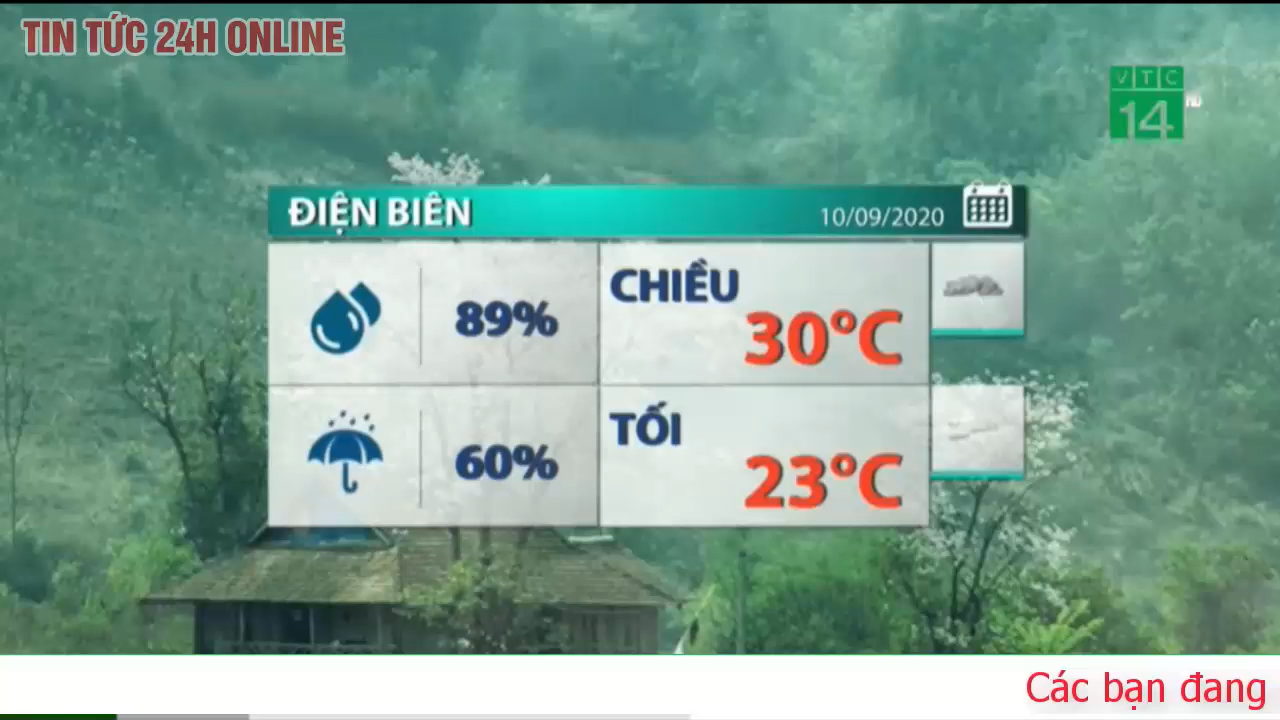 TIN TỨC 24H ONLINE
VTC
14
HD
ĐIỆN BIÊN
10/09/2020
89%
CHIỀU
30°C
60%
TỐI
23°C
Các bạn đang